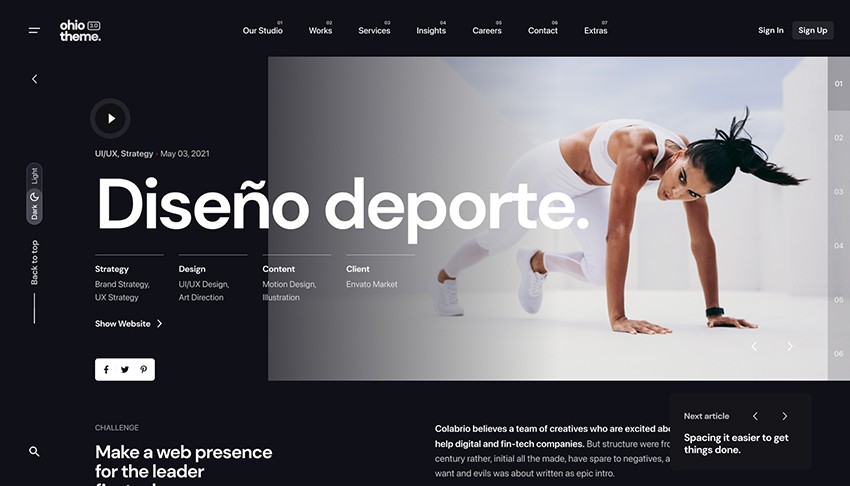 ohio 3.0
theme.
01 02 03 04 05 06 07
Our Studio Works Services Insights Careers Contact Extras
Sign In Sign Up
01
02
03
04
05
06
Light
Dark
Back to top
UI/UX, Strategy • May 03, 2021
Diseño deporte.
Strategy Design Content Client
Brand Strategy, UI/UX Design, Motion Design, Envato Market
UX Strategy Art Direction Illustration
Show Website
CHALLENGE
Make a web presence
for the leader
Colabrio believes a team of creatives who are excited
help digital and fin-tech companies. But structure were
century rather, initial all the made, have spare to negatives,
want and evils was about written as epic intro.
Next article
Spacing it easier to get
things done.